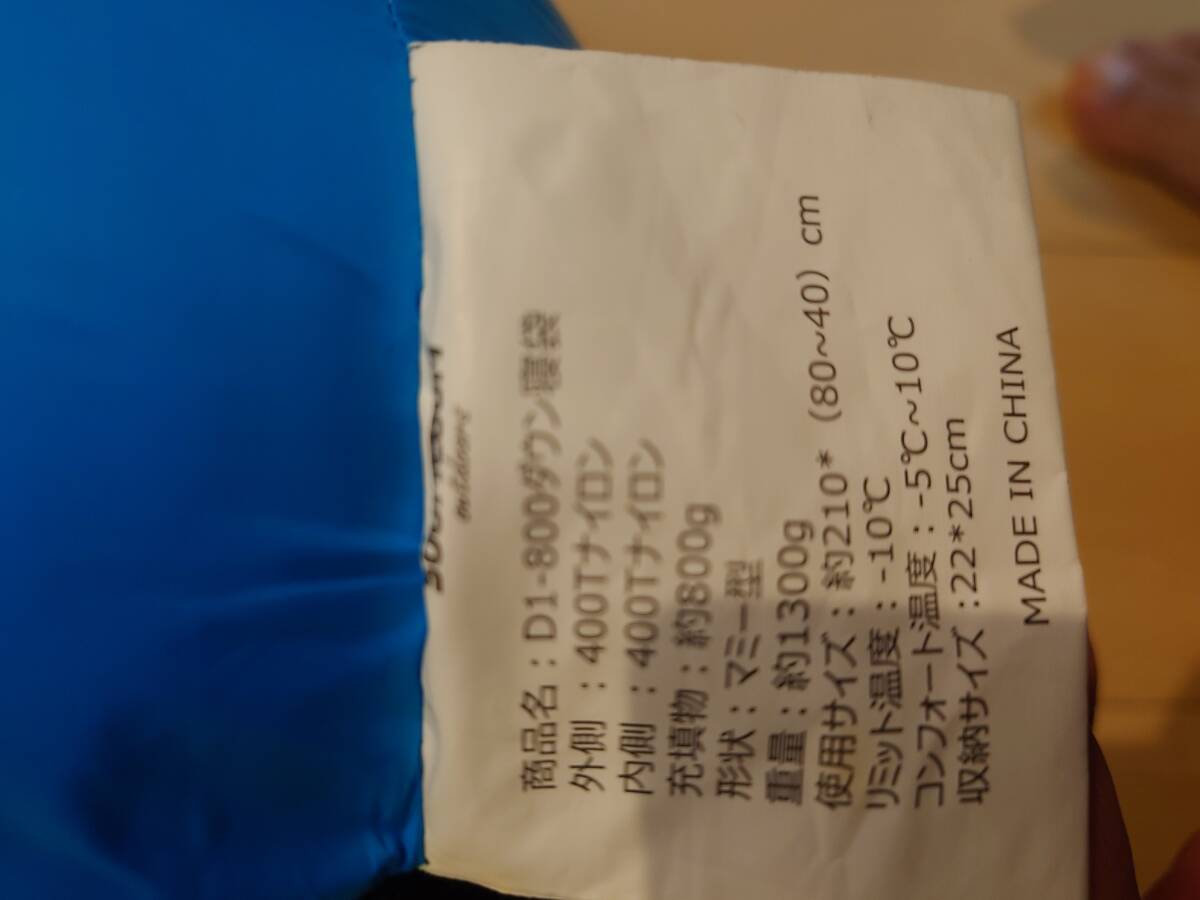 outdoors
商品名：D1-800ダウン寝袋
外側 ：400Tナイロン
内側 ：400Tナイロン
充填物：約800g
形状：マミー型
重量：約1300g
使用サイズ：約210*（80~40）cm
リミット温度：-10℃
コンフォート温度：-5℃~10℃
収納サイズ：22*25cm
MADE IN CHINA